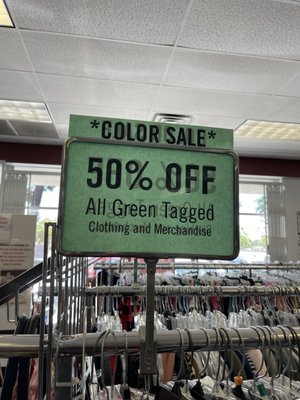 *COLOR SALE*
50% OFF
All Green Tagged
Clothing and Merchandise